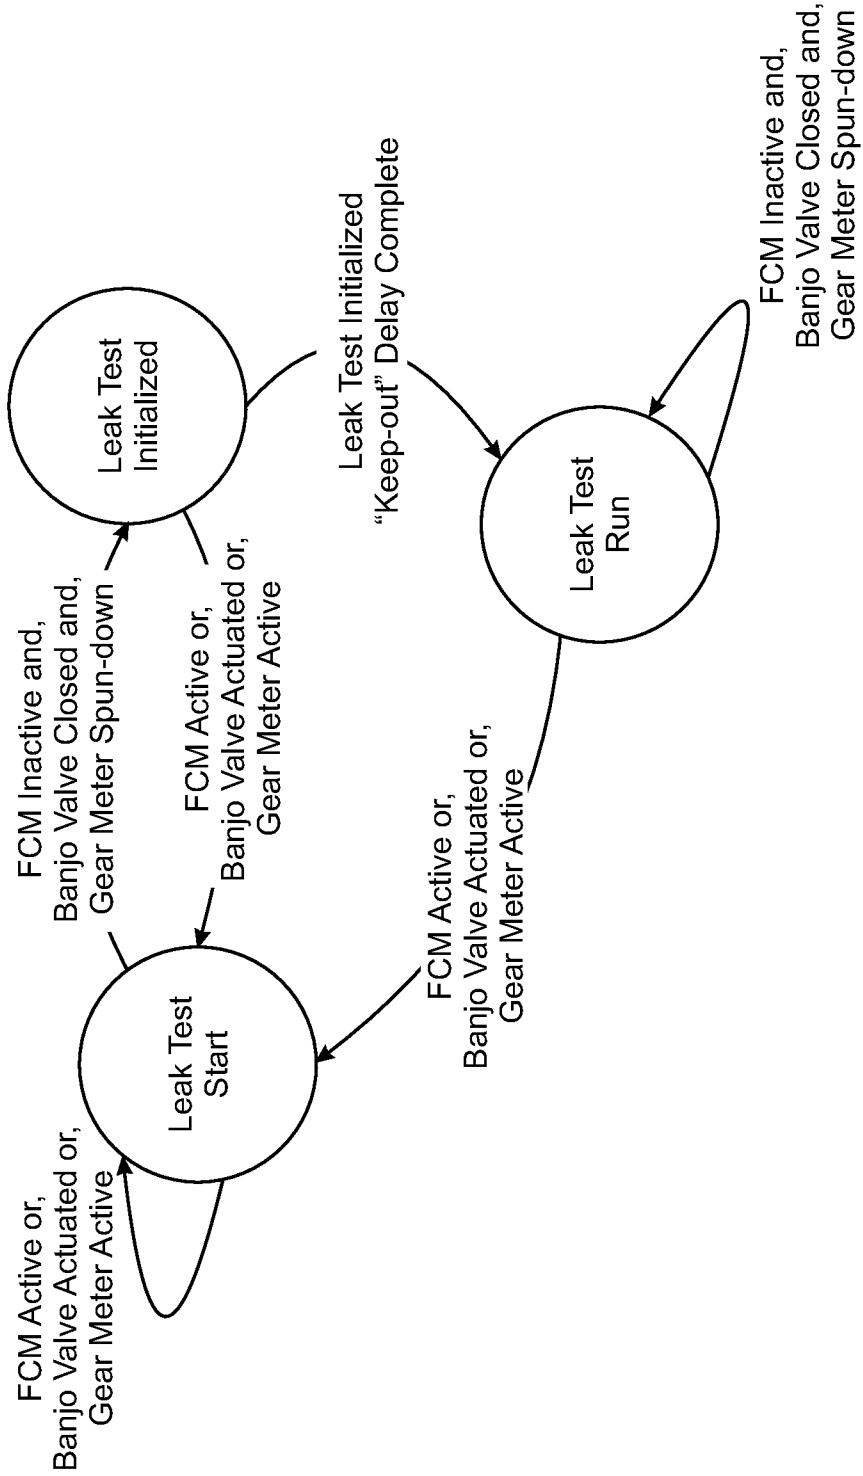 FCM Active or,
Banjo Valve Actuated or,
Gear Meter Active
FCM Inactive and,
Banjo Valve Closed and,
Gear Meter Spun-down
Leak Test
Initialized
Leak Test
Start
FCM Active or,
Banjo Valve Actuated or,
Gear Meter Active
Leak Test Initialized
“Keep-out” Delay Complete
FCM Active or,
Banjo Valve Actuated or,
Gear Meter Active
Leak Test
Run
FCM Inactive and,
Banjo Valve Closed and,
Gear Meter Spun-down